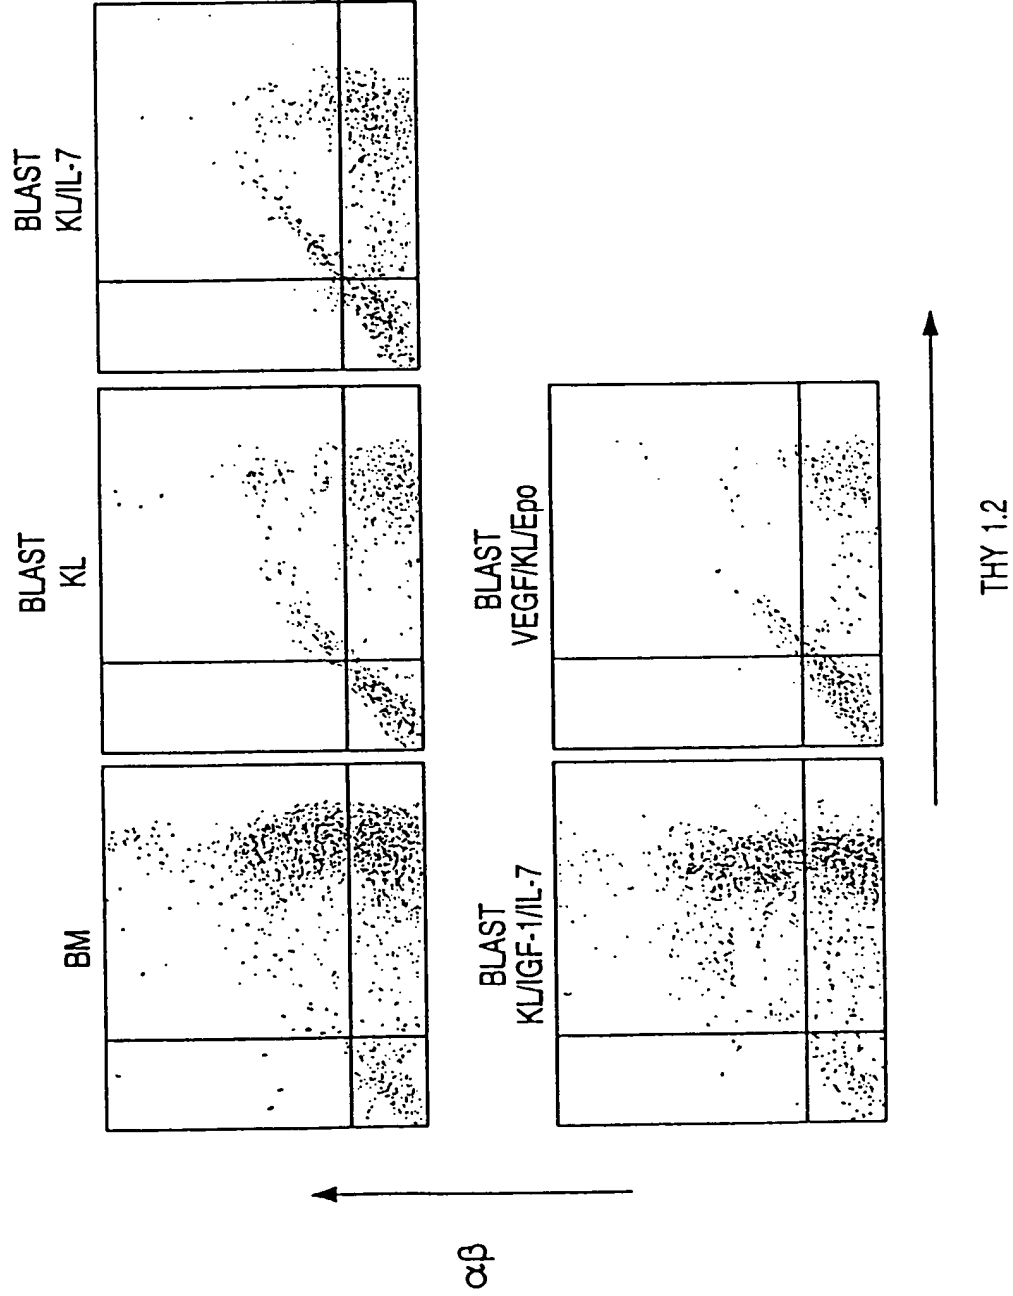 BM
BLAST
KL
BLAST
KL/IL-7
BLAST
KL/IGF-1/IL-7
BLAST
VEGF/KL/Epo
αβ
THY 1.2